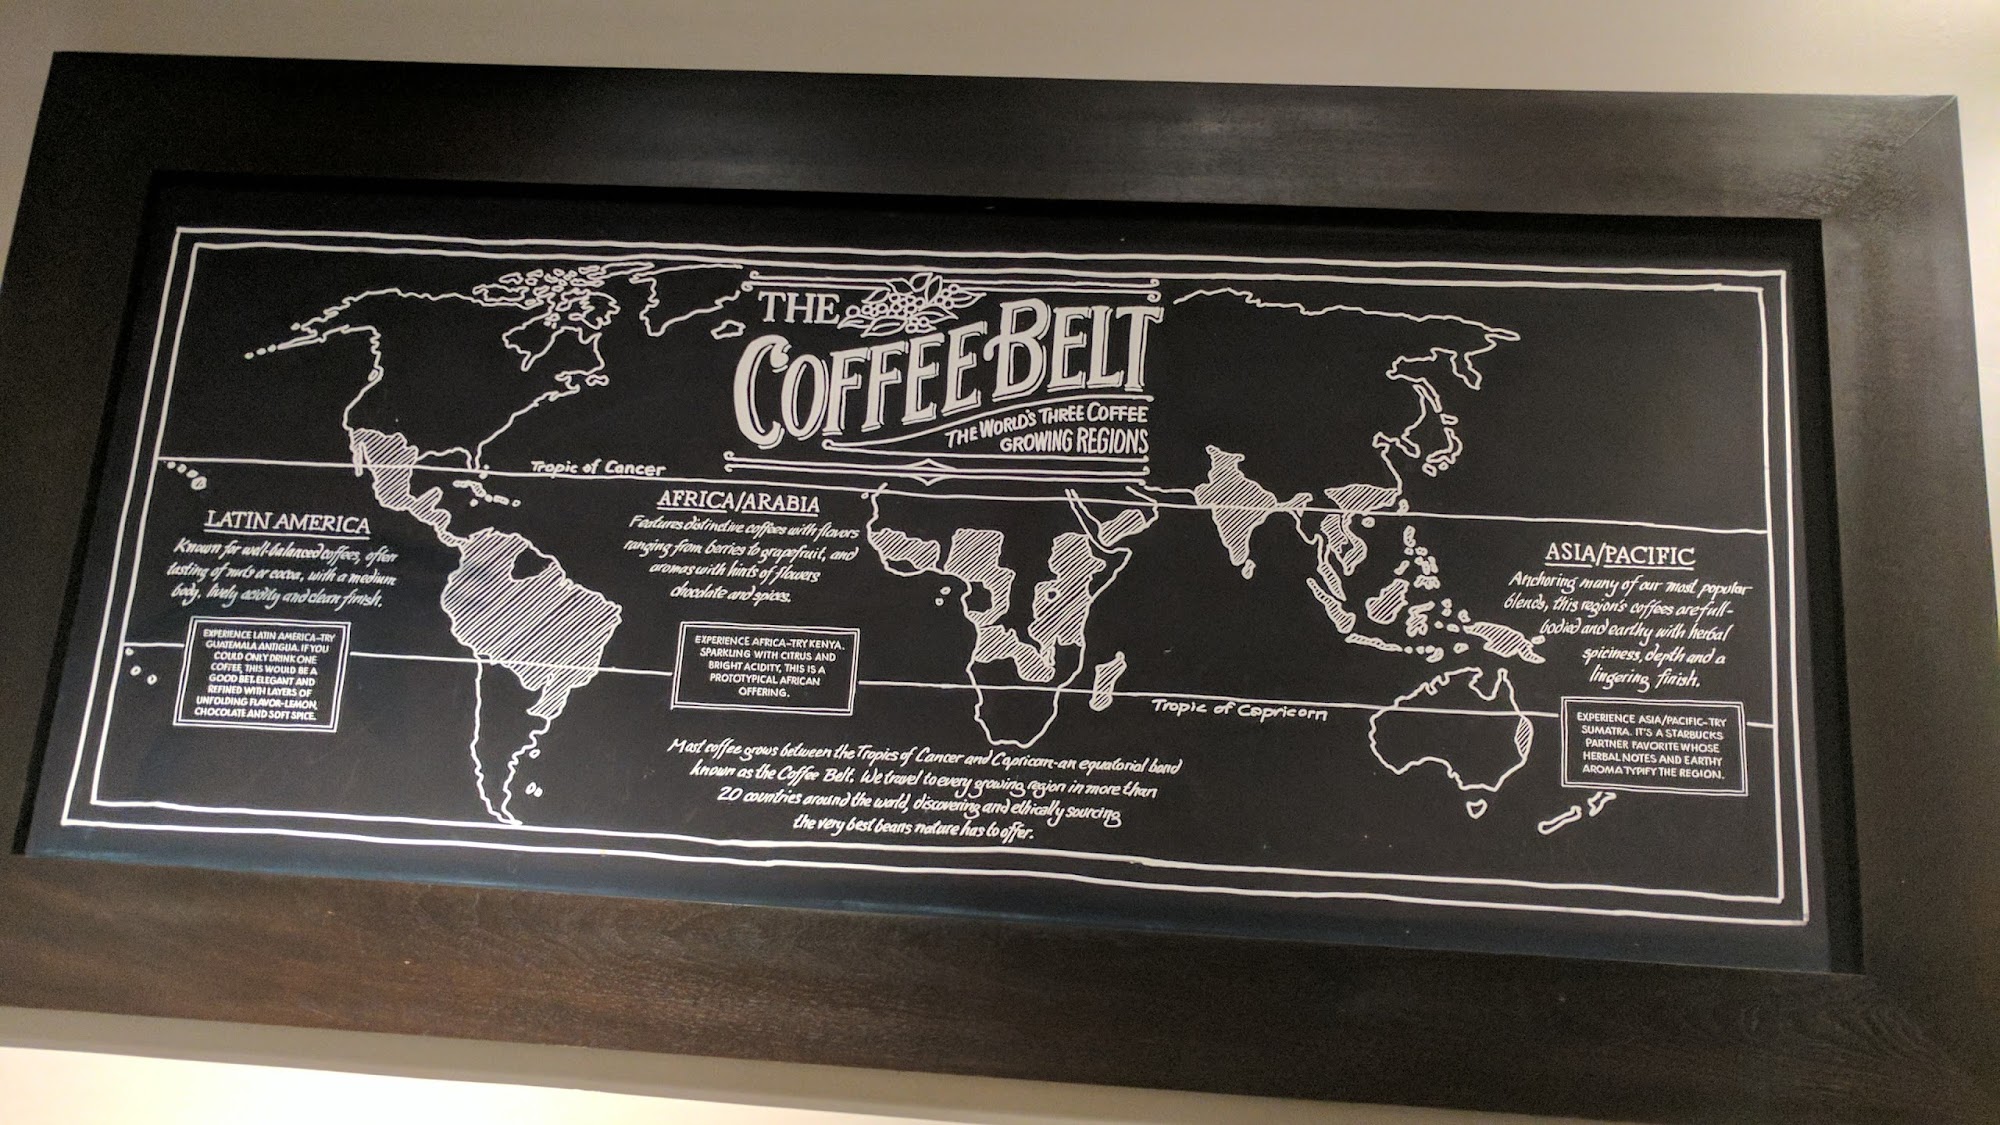 THE
COFFEE BELT
THE WORLD'S THREE COFFEE
GROWING REGIONS
Tropic of Cancer
LATIN AMERICA
Known for well-balanced coffees, often
tasting of nuts or cocoa, with a medium
body, lively acidity and clean finish.
EXPERIENCE LATIN AMERICA-TRY
GUATEMALA ANTIGUA. IF YOU
COULD ONLY DRINK ONE
COFFEE, THIS WOULD BE A
GOOD BET. ELEGANT AND
REFINED WITH LAYERS OF
UNFOLDING FLAVOR-LEMON,
CHOCOLATE AND SOFT SPICE.
AFRICA/ARABIA
Features distinctive coffees with flavors
ranging from berries to grapefruit, and
aromas with hints of flowers
chocolate and spices.
EXPERIENCE AFRICA-TRY KENYA.
SPARKLING WITH CITRUS AND
BRIGHT ACIDITY, THIS IS A
PROTOTYPICAL AFRICAN
OFFERING.
ASIA/PACIFIC
Anchoring many of our most popular
blends, this region's coffees are full-
bodied and earthy with herbal
spiciness, depth and a
lingering finish.
EXPERIENCE ASIA/PACIFIC-TRY
SUMATRA. IT'S A STARBUCKS
PARTNER FAVORITE WHOSE
HERBAL NOTES AND EARTHY
AROMA TYPIFY THE REGION.
Tropic of Capricorn
Most coffee grows between the Tropics of Cancer and Capricorn-an equatorial band
known as the Coffee Belt. We travel to every growing region in more than
20 countries around the world, discovering and ethically sourcing
the very best beans nature has to offer.